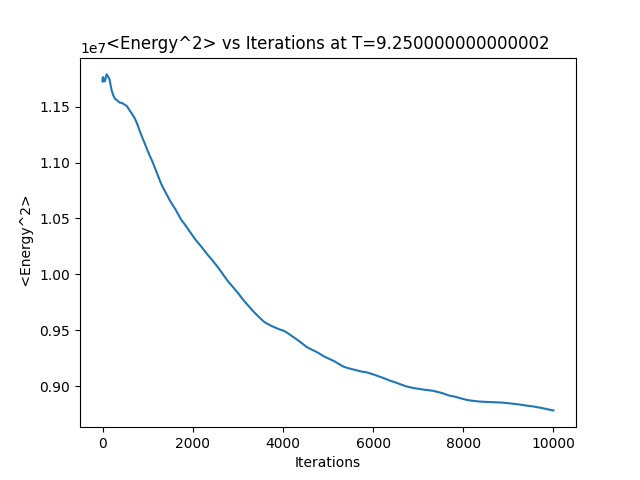 <Energy^2> vs Iterations at T=9.250000000000002
1e7
1.15
1.10
1.05
1.00
0.95
0.90
<Energy^2>
0 2000 4000 6000 8000 10000
Iterations